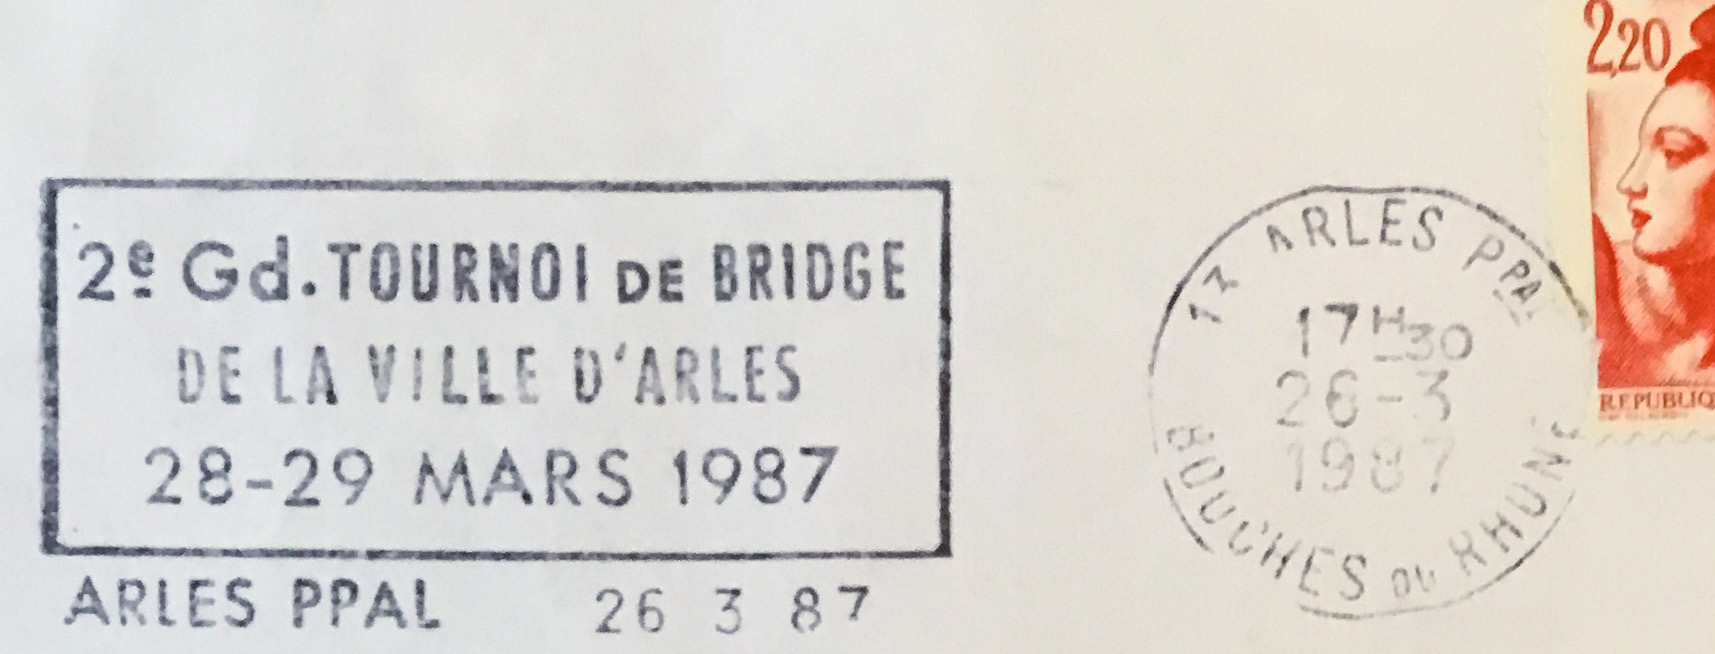 2e Gd. TOURNOI DE BRIDGE
DE LA VILLE D'ARLES
28-29 MARS 1987
ARLES PPAL 26 3 87
13 ARLES PPAL
17H30
26-3
1987
BOUCHES DU RHONE
2,20
REPUBLIQ